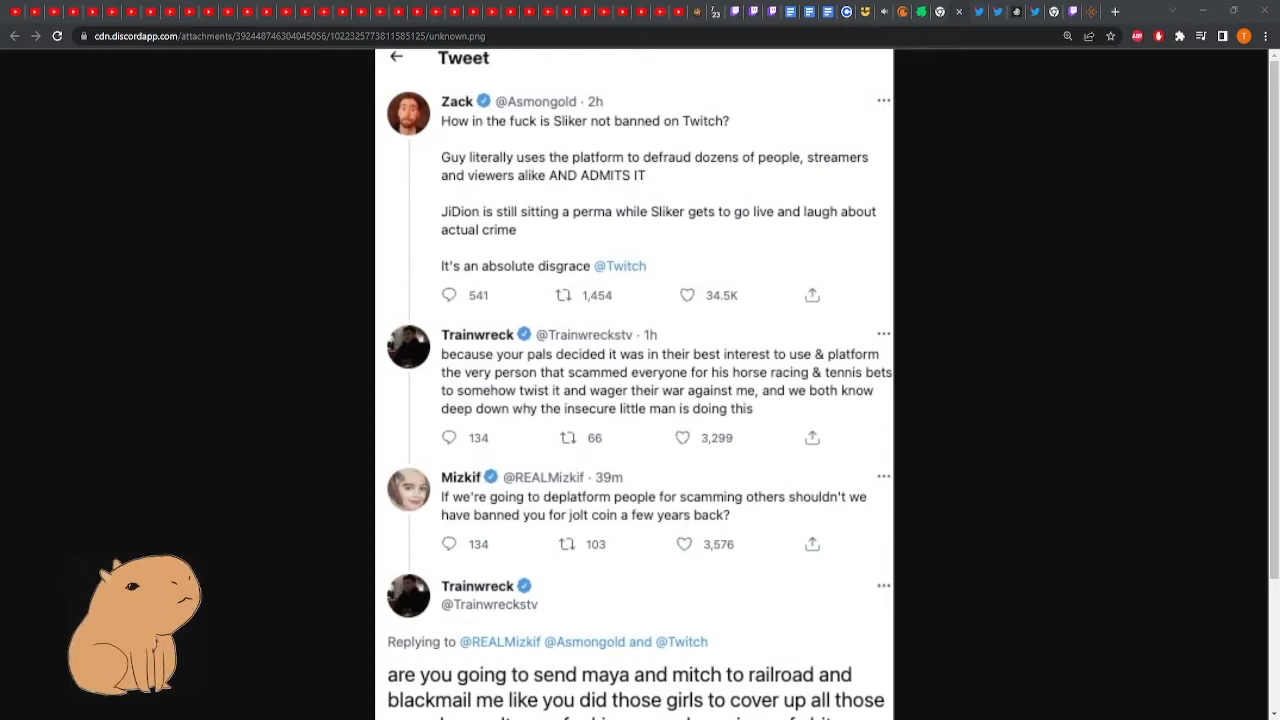 23
cdn.discordapp.com/attachments/392448746304045056/1022325773811585125/unknown.png
ABP
T
Tweet
Zack @Asmongold · 2h
How in the fuck is Sliker not banned on Twitch?
Guy literally uses the platform to defraud dozens of people, streamers
and viewers alike AND ADMITS IT
JiDion is still sitting a perma while Sliker gets to go live and laugh about
actual crime
It's an absolute disgrace @Twitch
541 1,454 34.5K
Trainwreck @Trainwreckstv · 1h
because your pals decided it was in their best interest to use & platform
the very person that scammed everyone for his horse racing & tennis bets
to somehow twist it and wager their war against me, and we both know
deep down why the insecure little man is doing this
134 66 3,299
Mizkif @REALMizkif · 39m
If we're going to deplatform people for scamming others shouldn't we
have banned you for jolt coin a few years back?
134 103 3,576
Trainwreck
@Trainwreckstv
Replying to @REALMizkif @Asmongold and @Twitch
are you going to send maya and mitch to railroad and
blackmail me like you did those girls to cover up all those